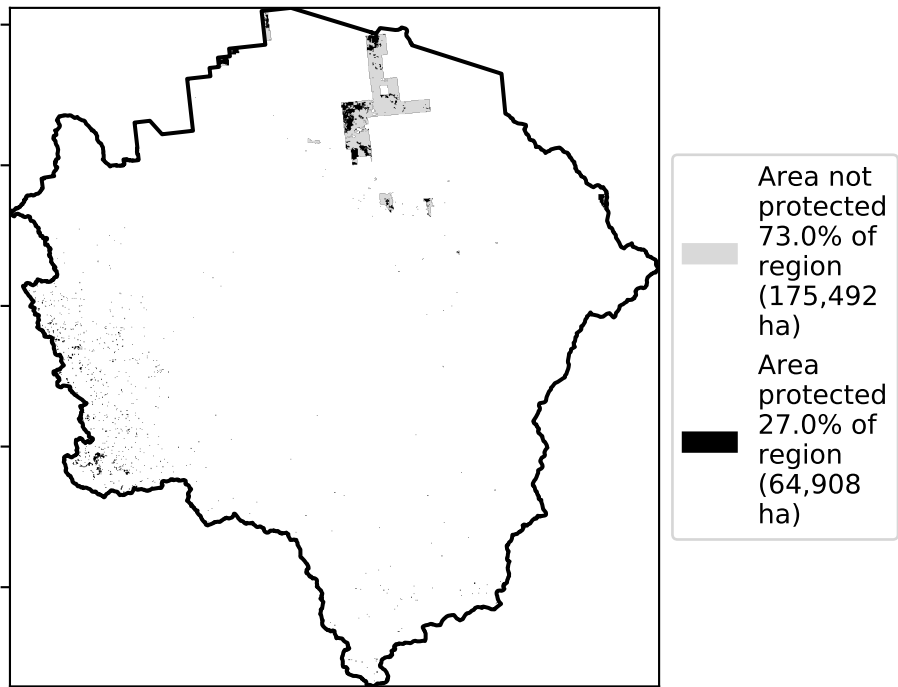 Area not
protected
73.0% of
region
(175,492
ha)
Area
protected
27.0% of
region
(64,908
ha)